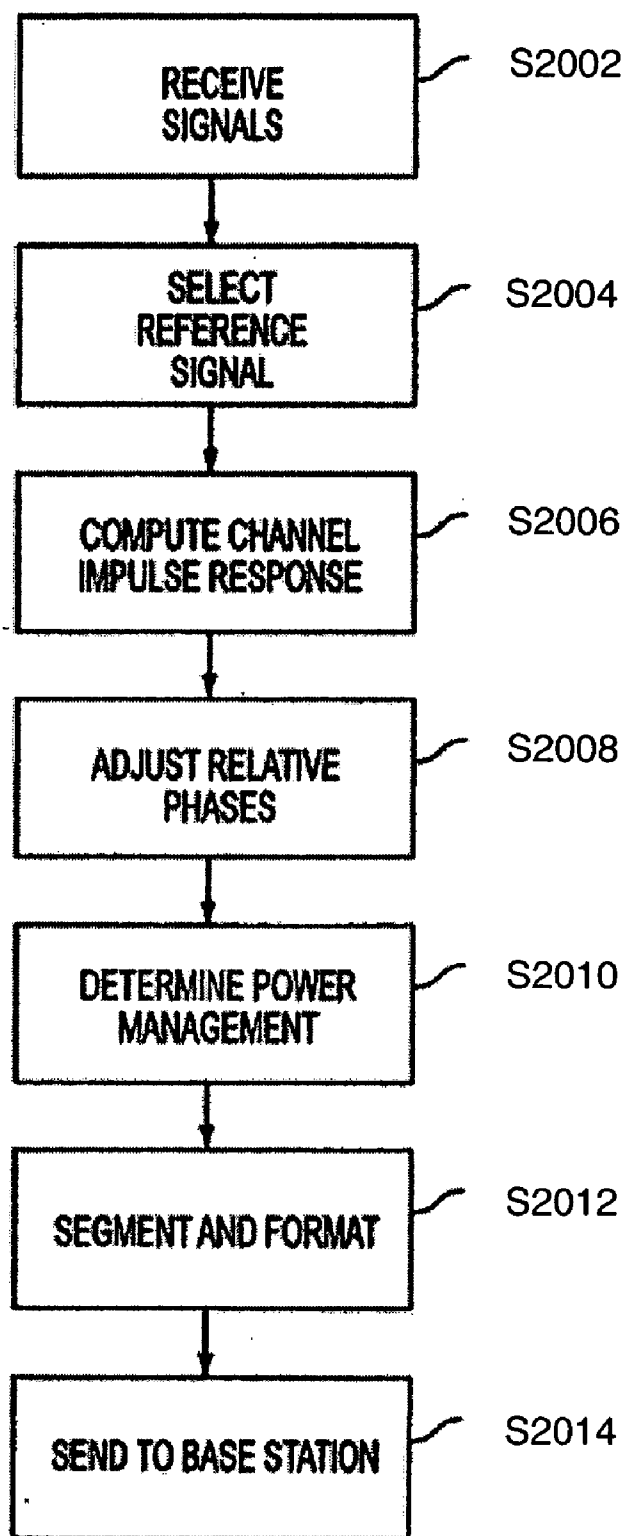 RECEIVE
SIGNALS
S2002
SELECT
REFERENCE
SIGNAL
S2004
COMPUTE CHANNEL
IMPULSE RESPONSE
S2006
ADJUST RELATIVE
PHASES
S2008
DETERMINE POWER
MANAGEMENT
S2010
SEGMENT AND FORMAT
S2012
SEND TO BASE STATION
S2014